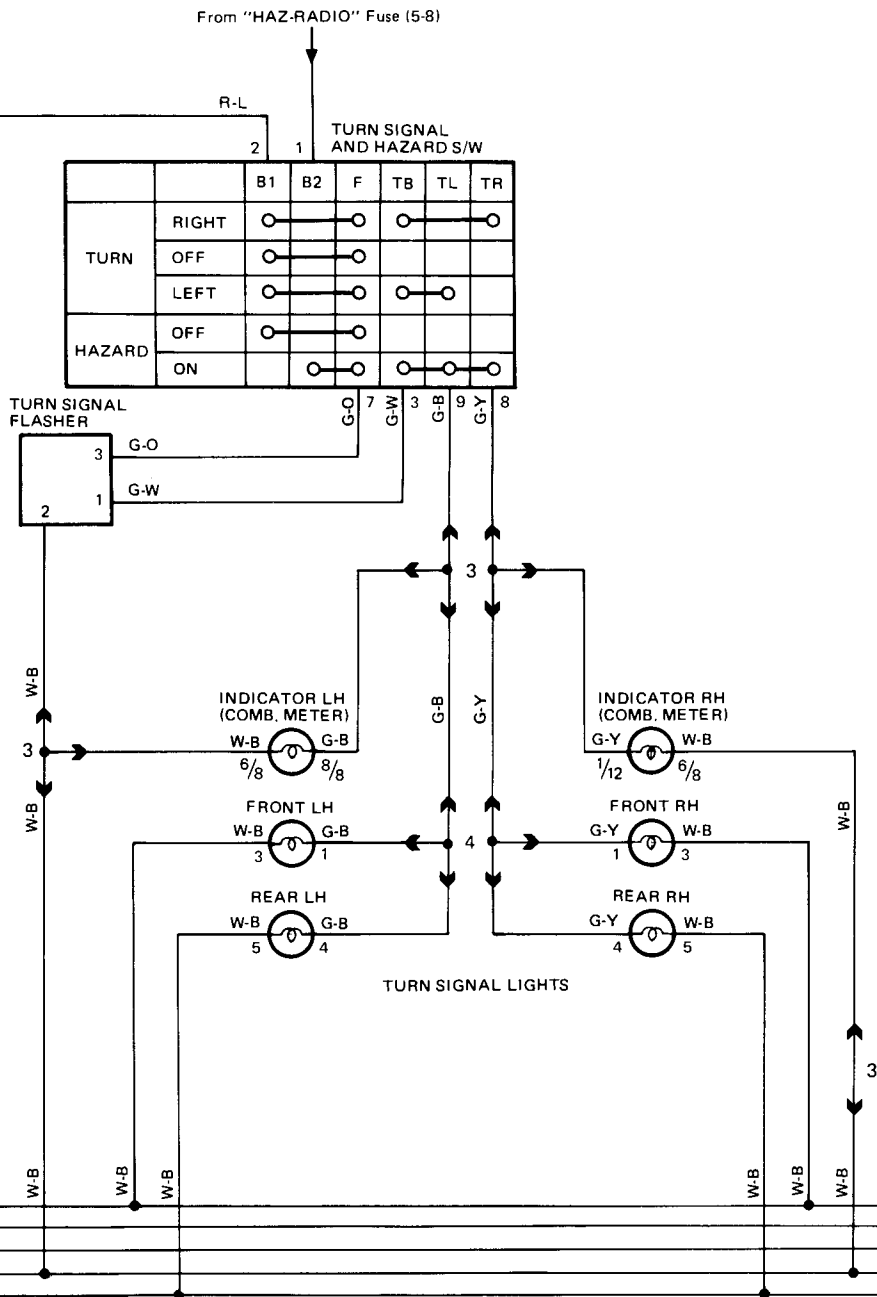 From "HAZ-RADIO" Fuse (5-8)
R-L
TURN SIGNAL
AND HAZARD S/W
2 1
B1 B2 F TB TL TR
TURN
RIGHT
OFF
LEFT
HAZARD
OFF
ON
G-O 7 G-W 3 G-B 9 G-Y 8
TURN SIGNAL
FLASHER
3 G-O
1 G-W
2
3
W-B
G-B
G-Y
INDICATOR LH
(COMB. METER)
W-B G-B
6/8 8/8
INDICATOR RH
(COMB. METER)
G-Y W-B
1/12 6/8
3
W-B
W-B
FRONT LH
W-B G-B
3 1
4
FRONT RH
G-Y W-B
1 3
REAR LH
W-B G-B
5 4
REAR RH
G-Y W-B
4 5
TURN SIGNAL LIGHTS
3
W-B W-B W-B W-B W-B W-B